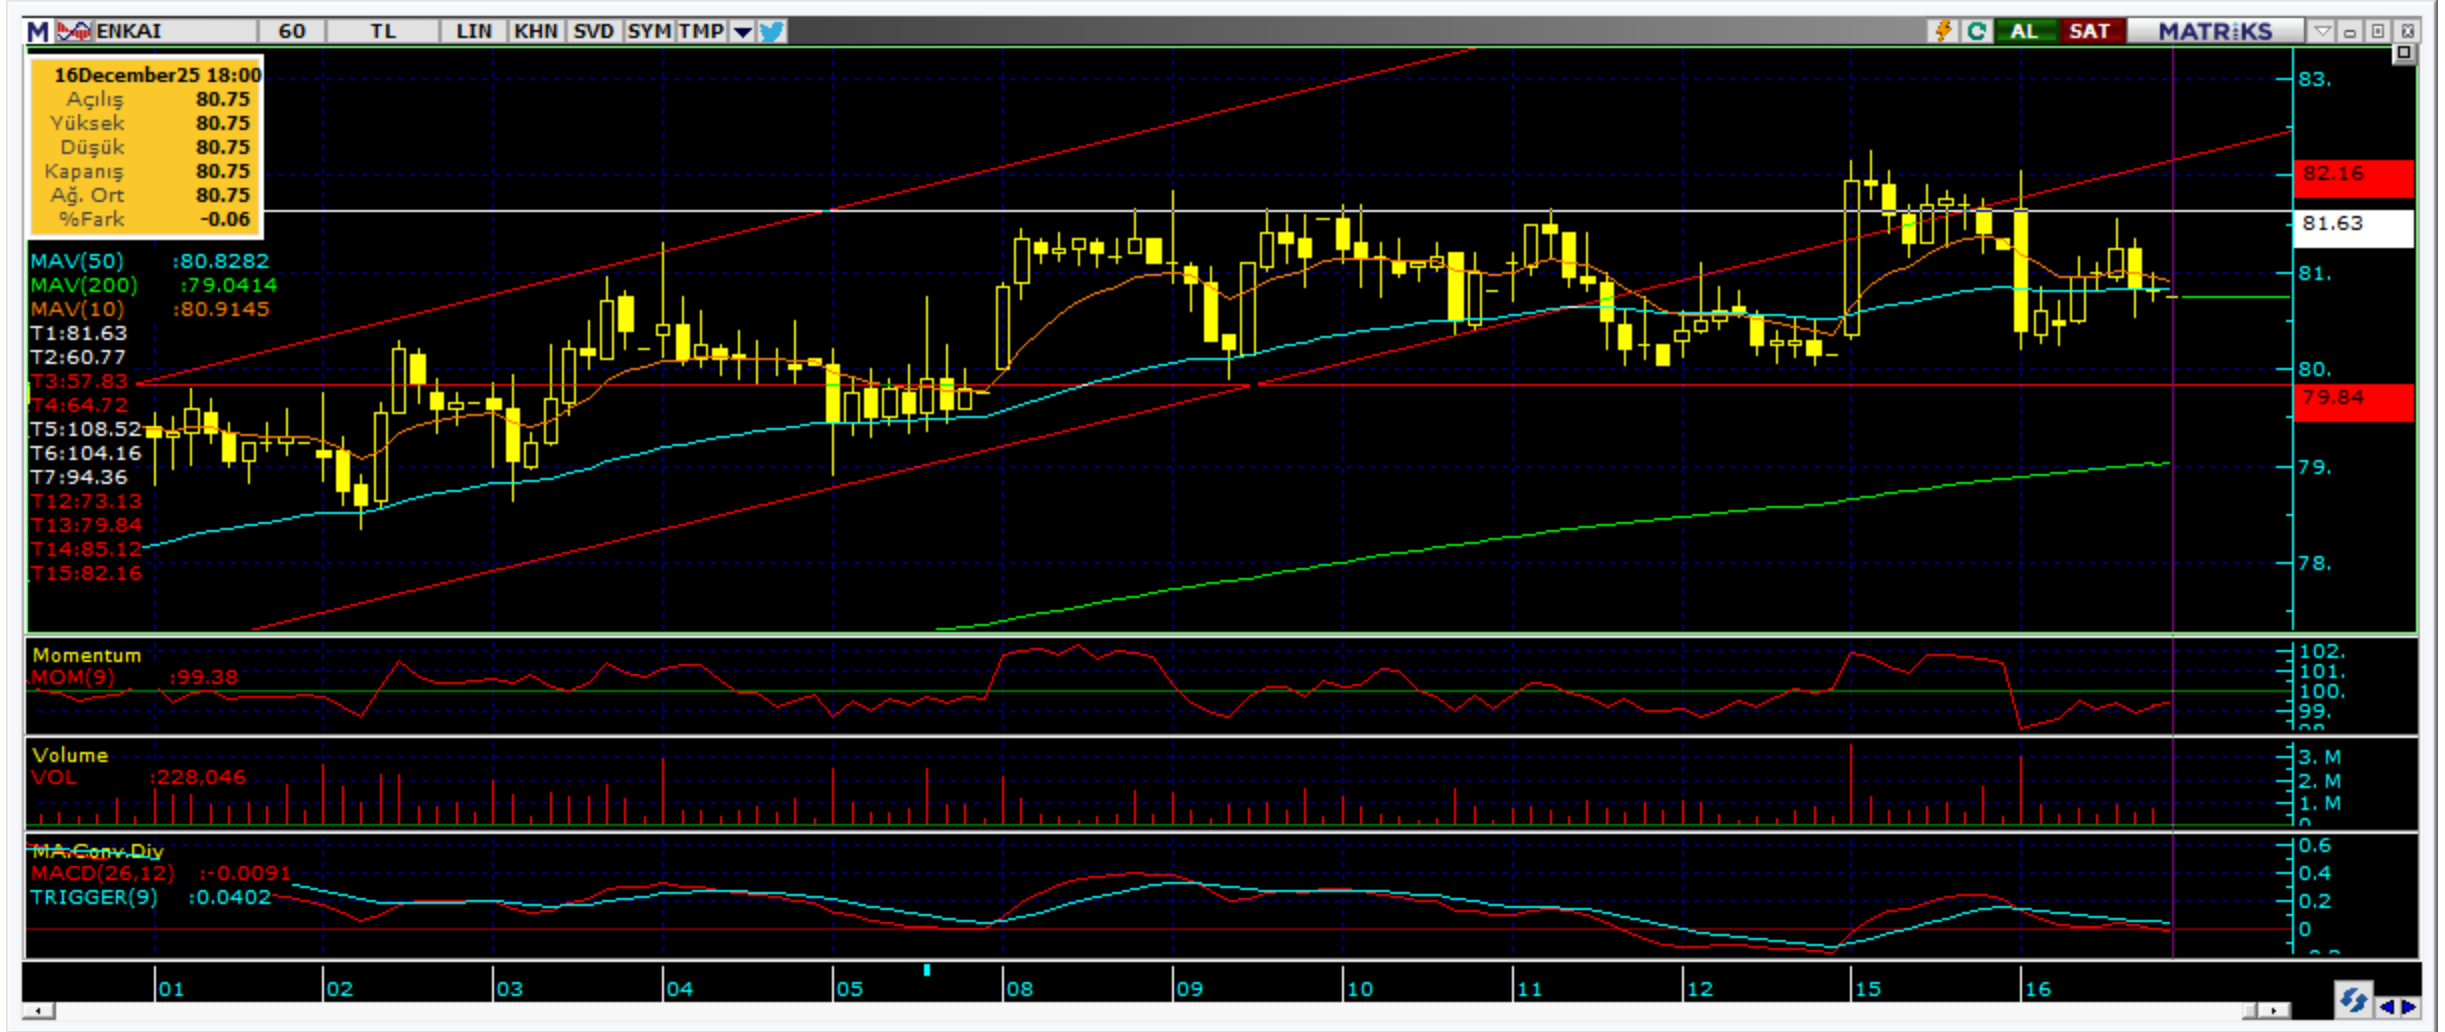 M ENKAI 60 TL LIN KHN SVD SYM TMP AL SAT MATRİKS
16December25 18:00
Açılış 80.75
Yüksek 80.75
Düşük 80.75
Kapanış 80.75
Ağ. Ort 80.75
%Fark -0.06
MAV(50) :80.8282
MAV(200) :79.0414
MAV(10) :80.9145
T1:81.63
T2:60.77
T3:57.83
T4:64.72
T5:108.52
T6:104.16
T7:94.36
T12:73.13
T13:79.84
T14:85.12
T15:82.16
83.
82.16
81.63
81.
80.
79.84
79.
78.
Momentum
MOM(9) :99.38
102.
101.
100.
99.
Volume
VOL :228,046
3. M
2. M
1. M
0
MA.Conv.Div
MACD(26,12) :-0.0091
TRIGGER(9) :0.0402
0.6
0.4
0.2
0
01 02 03 04 05 08 09 10 11 12 15 16